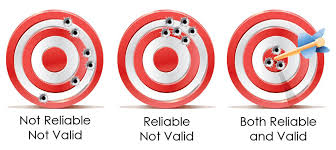 Not Reliable
Not Valid
Reliable
Not Valid
Both Reliable
and Valid